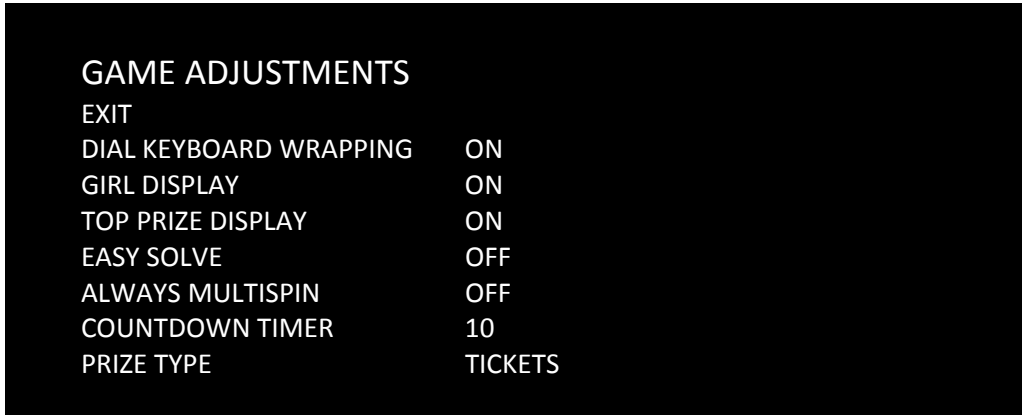 GAME ADJUSTMENTS
EXIT
DIAL KEYBOARD WRAPPING ON
GIRL DISPLAY ON
TOP PRIZE DISPLAY ON
EASY SOLVE OFF
ALWAYS MULTISPIN OFF
COUNTDOWN TIMER 10
PRIZE TYPE TICKETS